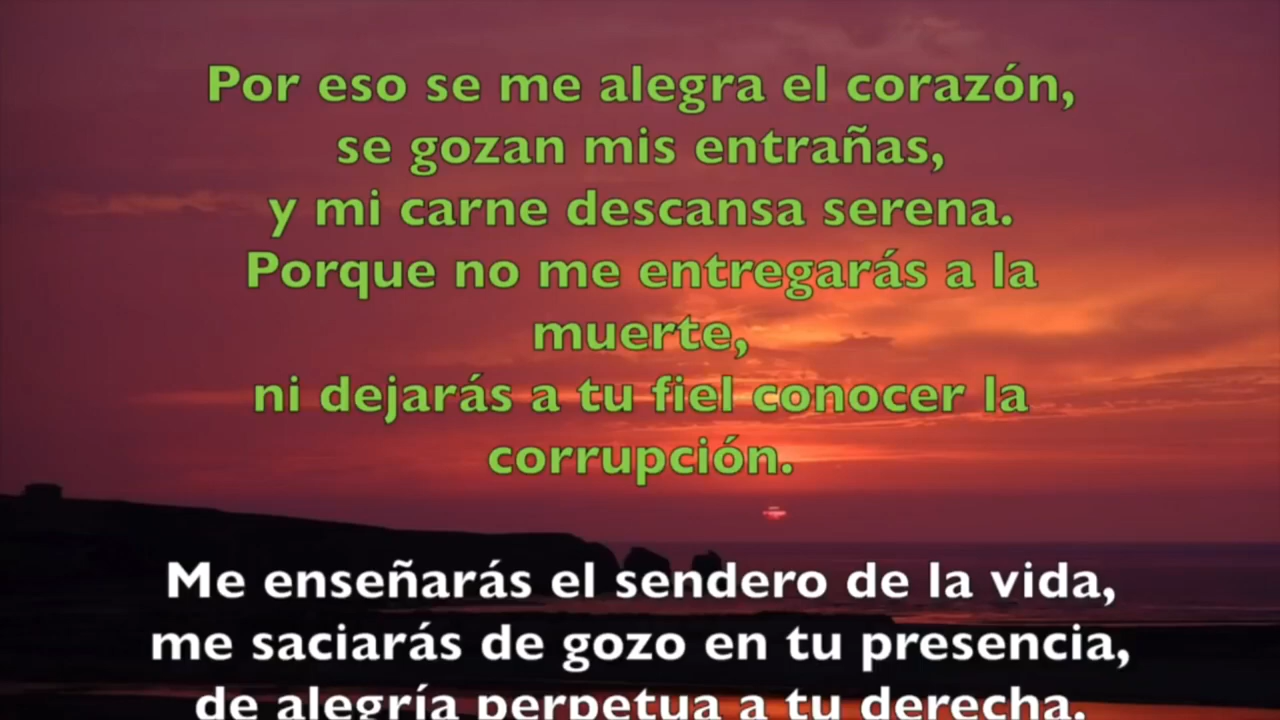 Por eso se me alegra el corazón,
se gozan mis entrañas,
y mi carne descansa serena.
Porque no me entregarás a la
muerte,
ni dejarás a tu fiel conocer la
corrupción.
Me enseñarás el sendero de la vida,
me saciarás de gozo en tu presencia,
de alegría perpetua a tu derecha.